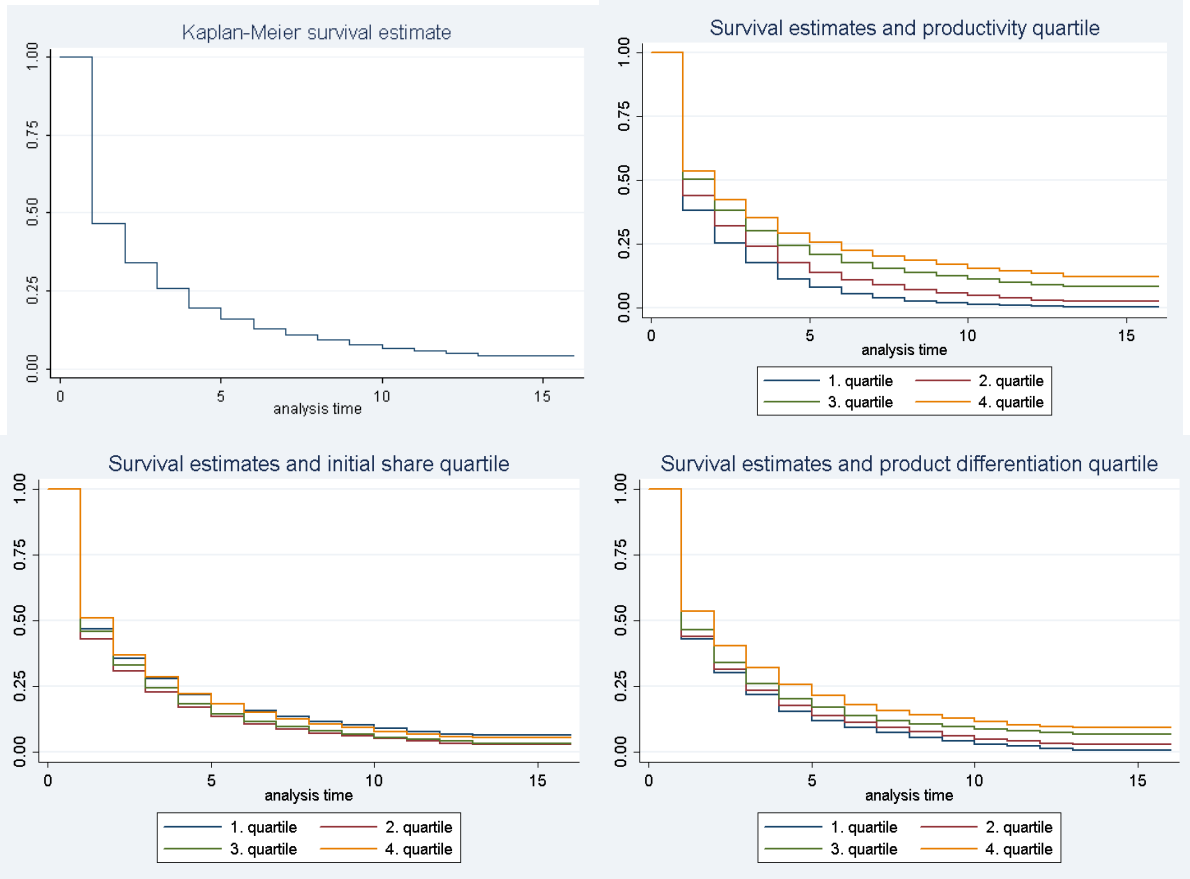 Kaplan-Meier survival estimate
1.00
0.75
0.50
0.25
0.00
0 5 10 15
analysis time
Survival estimates and productivity quartile
1.00
0.75
0.50
0.25
0.00
0 5 10 15
analysis time
1. quartile 2. quartile
3. quartile 4. quartile
Survival estimates and initial share quartile
1.00
0.75
0.50
0.25
0.00
0 5 10 15
analysis time
1. quartile 2. quartile
3. quartile 4. quartile
Survival estimates and product differentiation quartile
1.00
0.75
0.50
0.25
0.00
0 5 10 15
analysis time
1. quartile 2. quartile
3. quartile 4. quartile